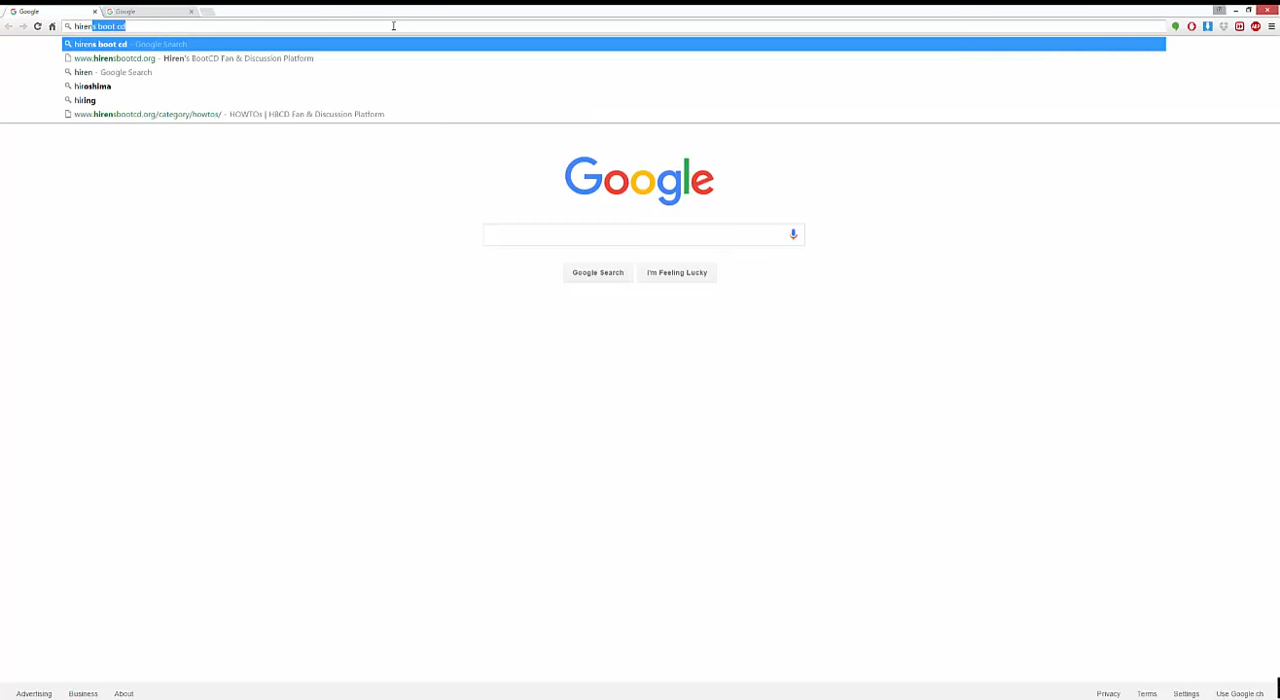 Google
Google
hirens boot cd
hirens boot cd - Google Search
www.hirensbootcd.org - Hiren's BootCD Fan & Discussion Platform
hiren - Google Search
hiroshima
hiring
www.hirensbootcd.org/category/howtos/ - HOWTOs | HBCD Fan & Discussion Platform
Google
Google Search
I'm Feeling Lucky
Advertising
Business
About
Privacy
Terms
Settings
Use Google.ch